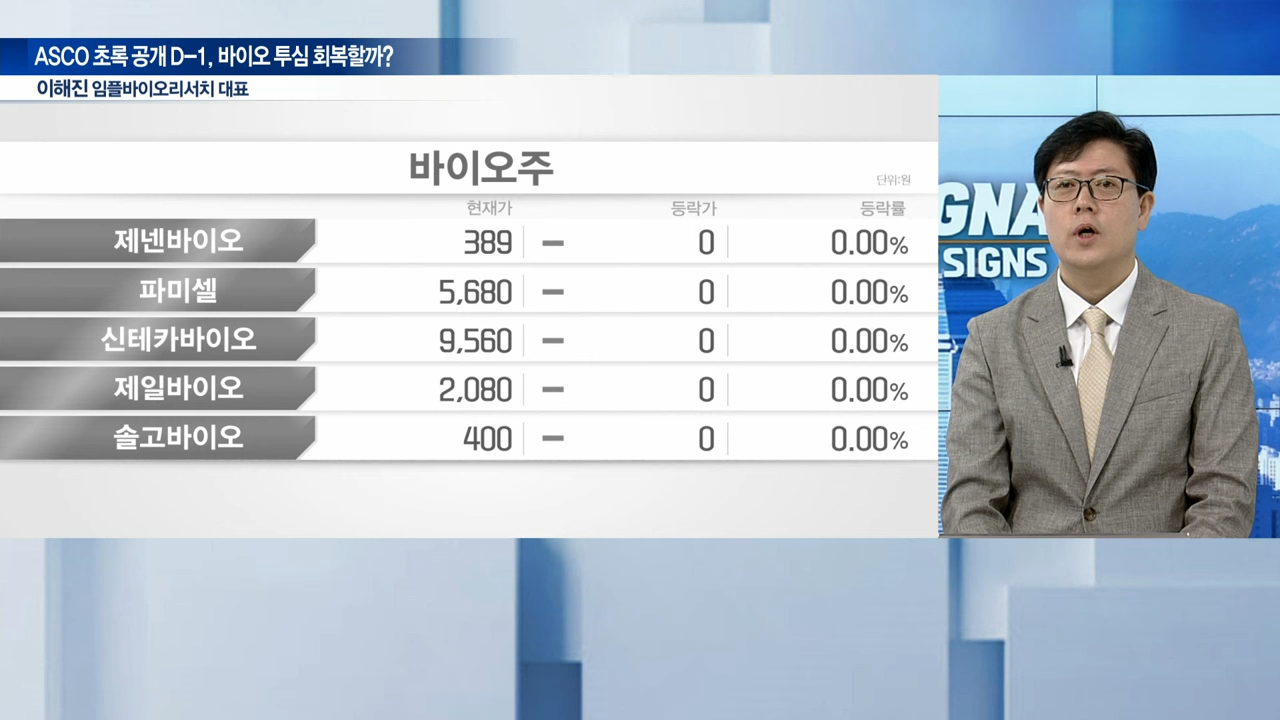 ASCO 초록 공개 D-1, 바이오 투심 회복할까?
이해진 임플바이오리서치 대표
바이오주
단위:원
현재가 등락가 등락률
제넨바이오 389 0 0.00%
파미셀 5,680 0 0.00%
신테카바이오 9,560 0 0.00%
제일바이오 2,080 0 0.00%
솔고바이오 400 0 0.00%
GNA
SIGNS